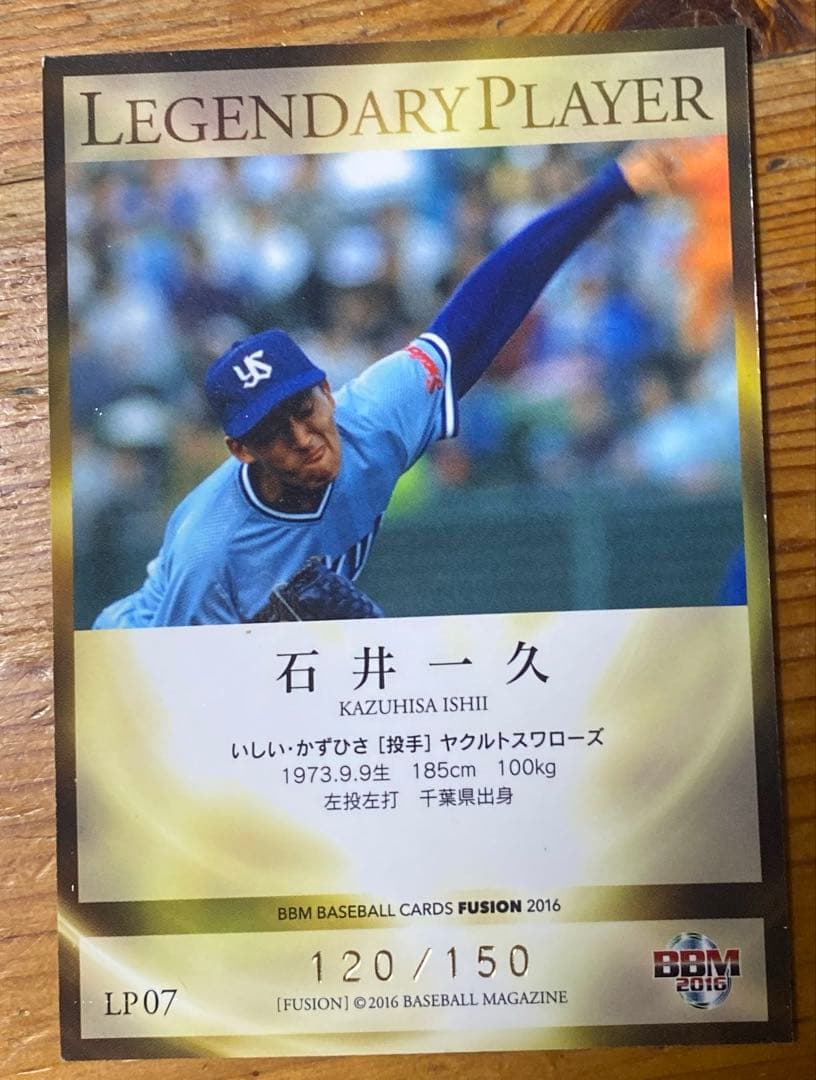 LEGENDARY PLAYER
YS
石井一久
KAZUHISA ISHII
いしい・かずひさ [投手] ヤクルトスワローズ
1973.9.9生 185cm 100kg
左投左打 千葉県出身
BBM BASEBALL CARDS FUSION 2016
120/150
LP07
[FUSION] ©2016 BASEBALL MAGAZINE
BBM
2016